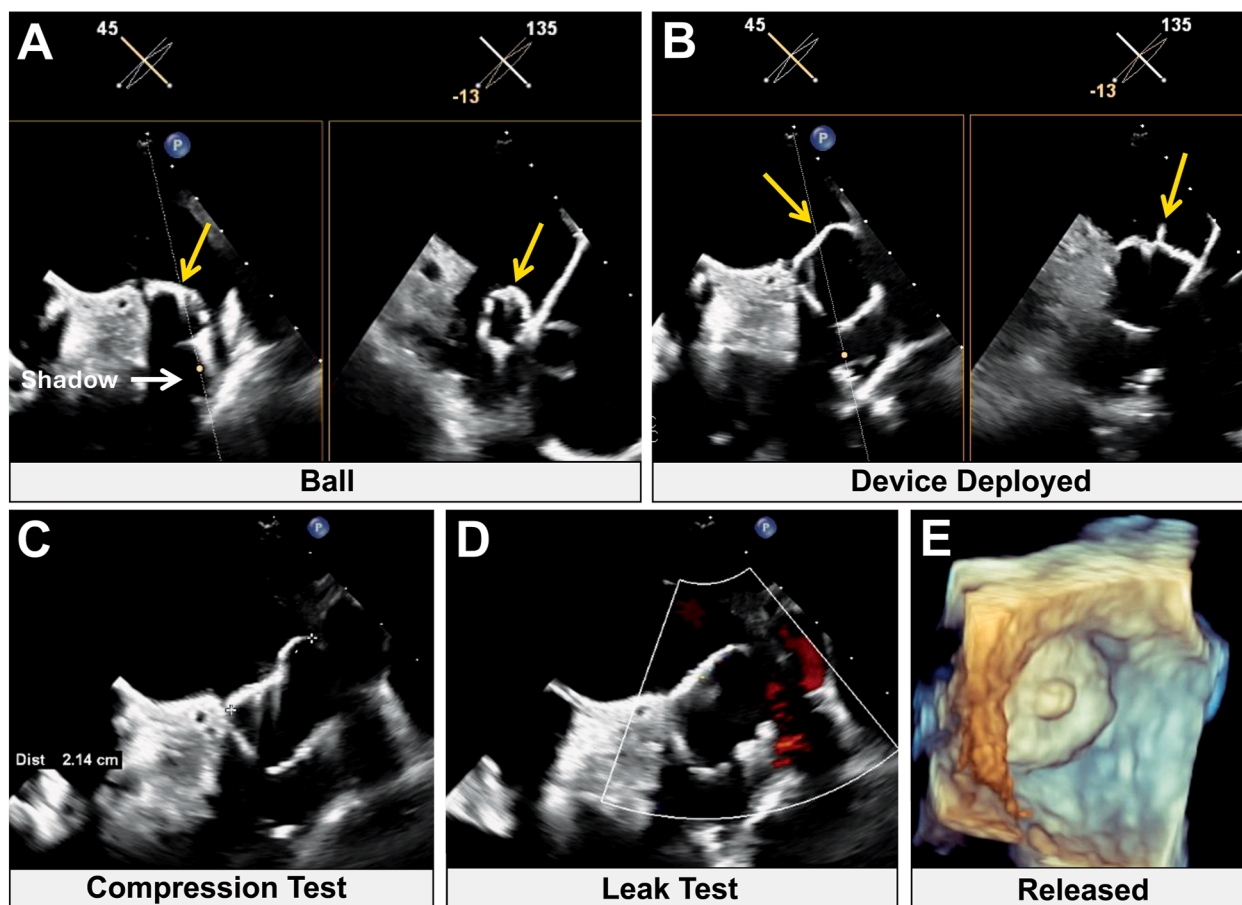 A
45
135
-13
P
Shadow
Ball
B
45
135
-13
P
Device Deployed
C
P
Dist 2.14 cm
Compression Test
D
P
Leak Test
E
Released